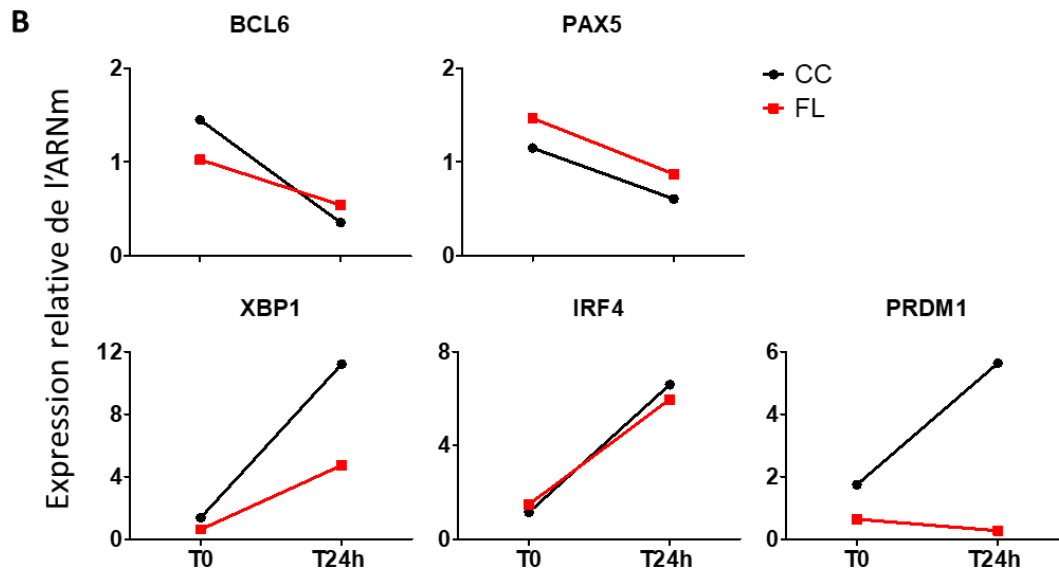 B
BCL6
PAX5
CC
FL
Expression relative de l'ARNm
2
1
0
2
1
0
XBP1
IRF4
PRDM1
12
8
4
0
8
4
0
6
4
2
0
T0 T24h
T0 T24h
T0 T24h